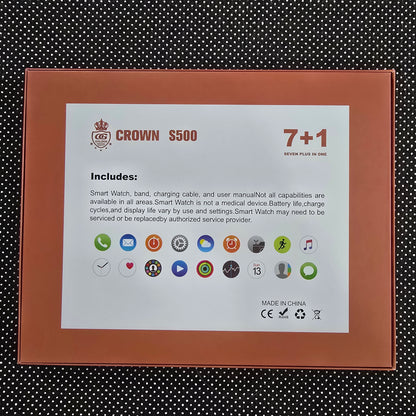 CROWN S500
7+1
SEVEN PLUS IN ONE
Includes:
Smart Watch, band, charging cable, and user manualNot all capabilities are
available in all areas.Smart Watch is not a medical device.Battery life,charge
cycles,and display life vary by use and settings.Smart Watch may need to be
serviced or be replacedby authorized service provider.
13
MADE IN CHINA
CE